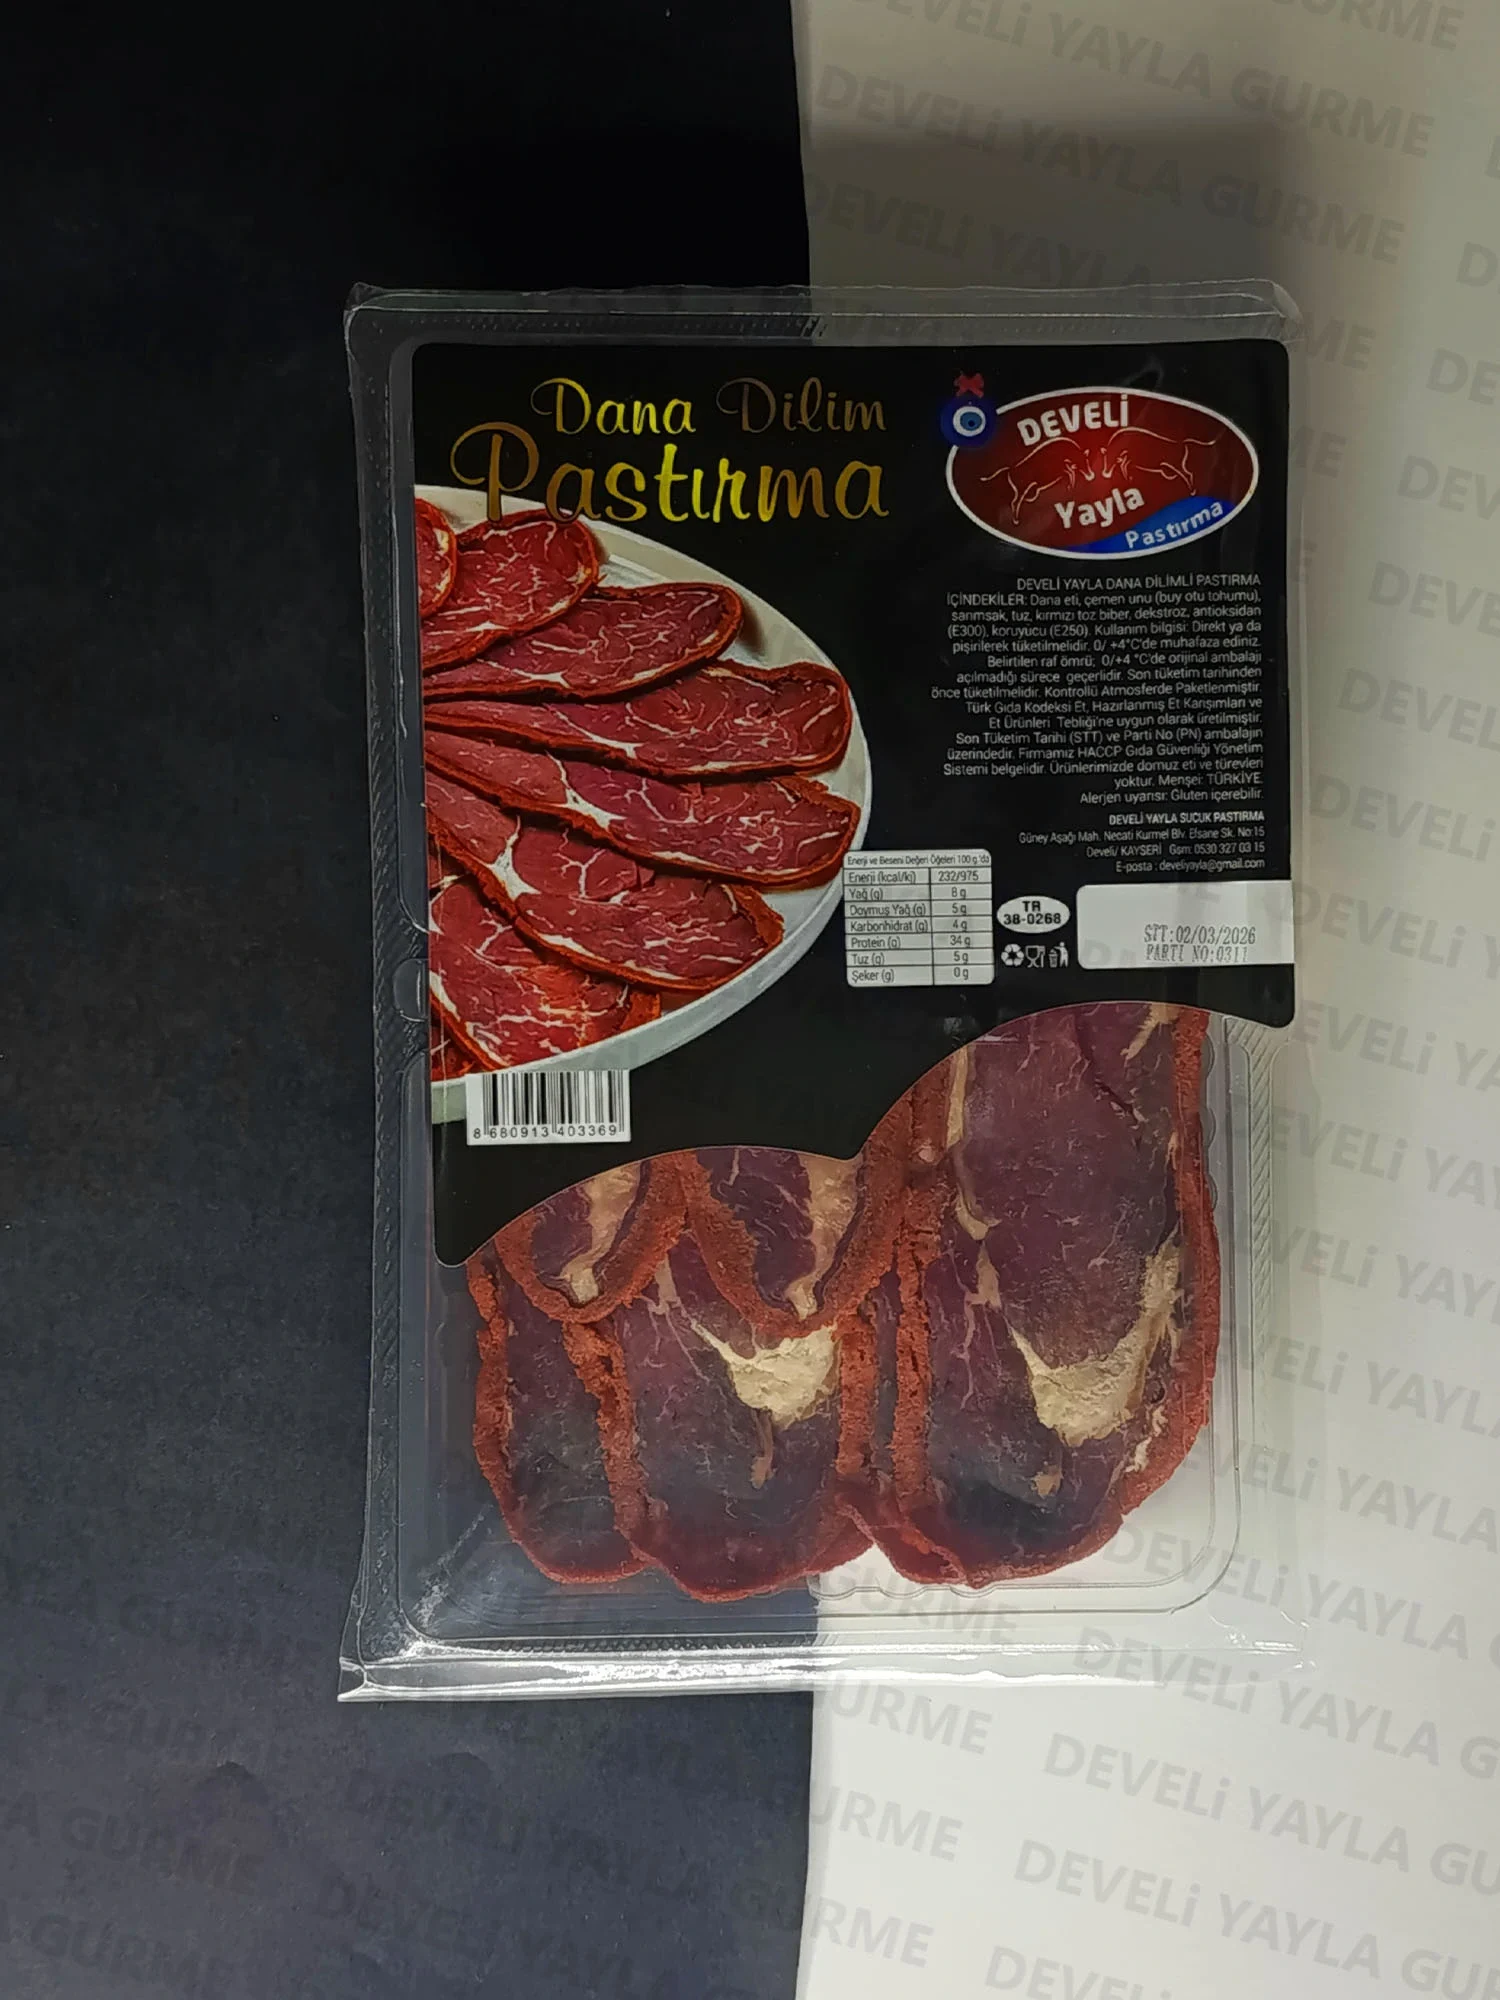 Dana Dilim
Pastırma
DEVELİ
Yayla
Pastırma
DEVELİ YAYLA DANA DİLİMLİ PASTIRMA
İÇİNDEKİLER: Dana eti, çemen unu (buy otu tohumu),
sarımsak, tuz, kırmızı toz biber, dekstroz, antioksidan
(E300), koruyucu (E250). Kullanım bilgisi: Direkt ya da
pişirilerek tüketilmelidir. 0/ +4°C'de muhafaza ediniz.
Belirtilen raf ömrü; 0/+4 °C'de orijinal ambalajı
açılmadığı sürece geçerlidir. Son tüketim tarihinden
önce tüketilmelidir. Kontrollü Atmosferde Paketlenmiştir.
Türk Gıda Kodeksi Et, Hazırlanmış Et Karışımları ve
Et Ürünleri Tebliği'ne uygun olarak üretilmiştir.
Son Tüketim Tarihi (STT) ve Parti No (PN) ambalajın
üzerindedir. Firmamız HACCP Gıda Güvenliği Yönetim
Sistemi belgelidir. Ürünlerimizde domuz eti ve türevleri
yoktur. Menşei: TÜRKİYE.
Alerjen uyarısı: Gluten içerebilir.
DEVELİ YAYLA SUCUK PASTIRMA
Güney Aşağı Mah. Necati Kurmel Blv. Efsane Sk. No:15
Develi/ KAYSERİ Gsm: 0530 327 03 15
E-posta : develiyayla@gmail.com
Enerji ve Beseni Değeri Öğeleri 100 g 'da
Enerji (kcal/kj) 232/975
Yağ (g) 8 g
Doymuş Yağ (g) 5 g
Karbonhidrat (g) 4 g
Protein (g) 34 g
Tuz (g) 5 g
Şeker (g) 0 g
TR
38-0268
STT:02/03/2026
PARTI NO:0311
8 680913 403369
DEVELi YAYLA GURME